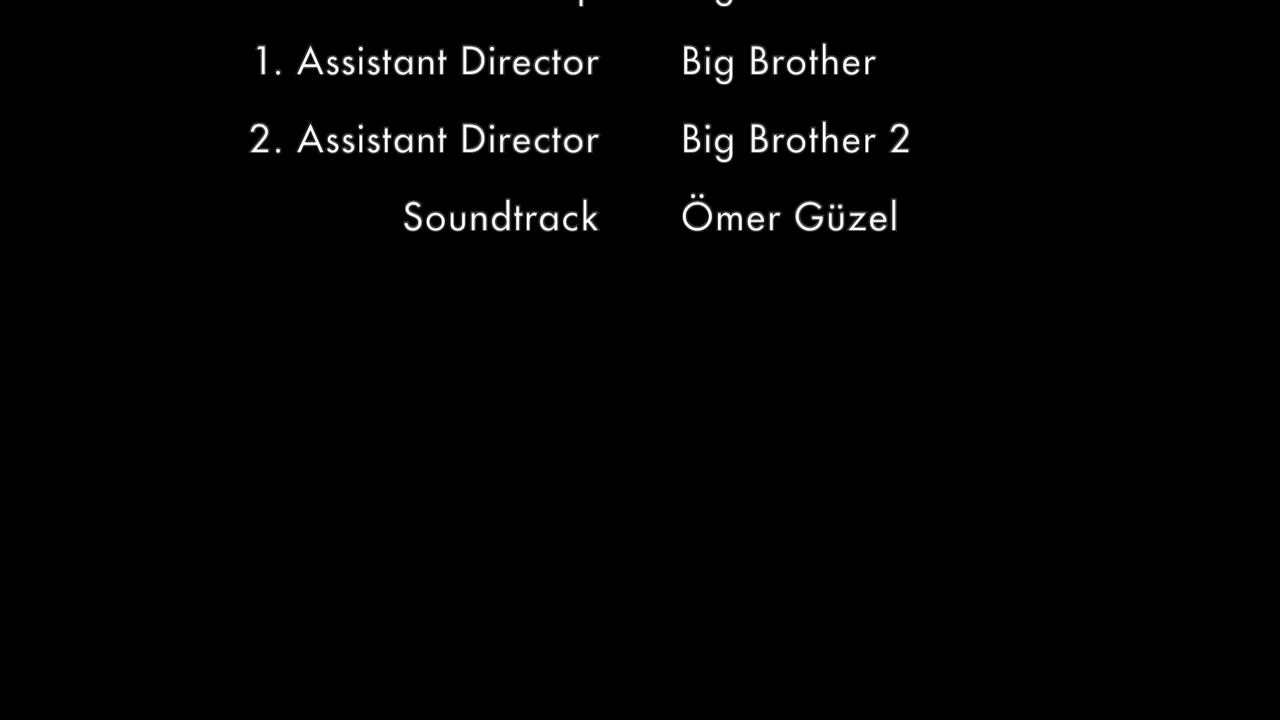 1. Assistant Director Big Brother
2. Assistant Director Big Brother 2
Soundtrack Ömer Güzel